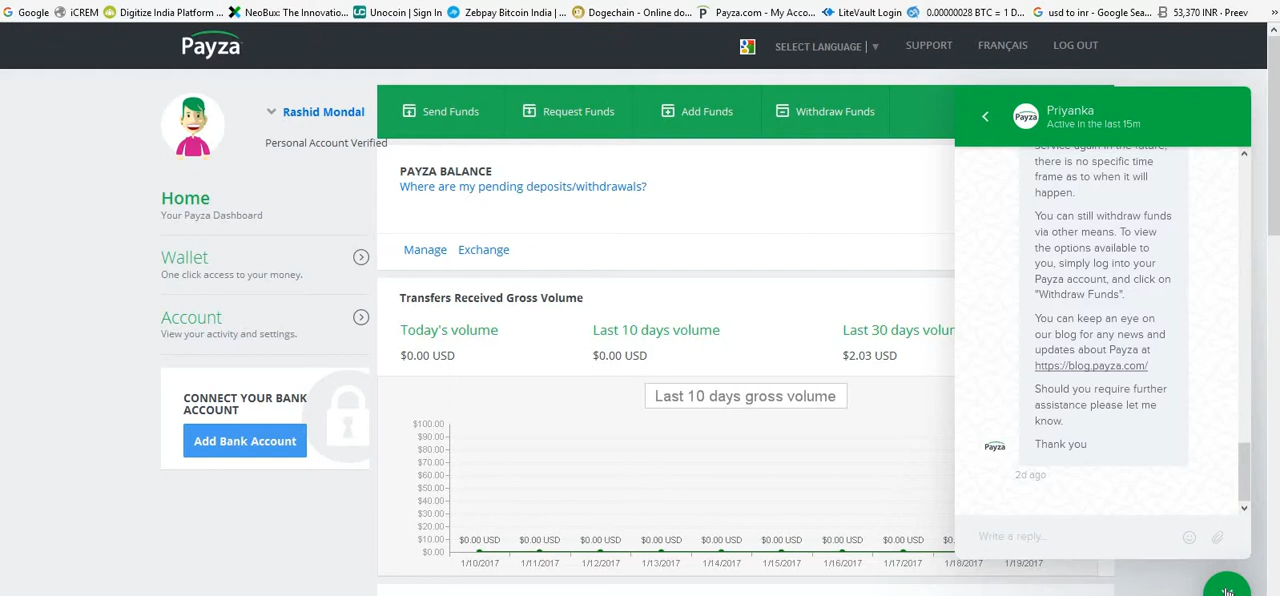 Google iCREM Digitize India Platform ... NeoBux: The Innovatio... Unocoin | Sign In Zebpay Bitcoin India | ... Dogechain - Online do... Payza.com - My Acco... LiteVault Login 0.00000028 BTC = 1 D... usd to inr - Google Sea... 53,370 INR · Preev »
Payza
SELECT LANGUAGE | ▼ SUPPORT FRANÇAIS LOG OUT
Rashid Mondal
Personal Account Verified
Home
Your Payza Dashboard
Wallet
One click access to your money.
Account
View your activity and settings.
CONNECT YOUR BANK
ACCOUNT
Add Bank Account
Send Funds Request Funds Add Funds Withdraw Funds
PAYZA BALANCE
Where are my pending deposits/withdrawals?
Manage Exchange
Transfers Received Gross Volume
Today's volume Last 10 days volume Last 30 days volur
$0.00 USD $0.00 USD $2.03 USD
Last 10 days gross volume
$100.00
$90.00
$80.00
$70.00
$60.00
$50.00
$40.00
$30.00
$20.00
$10.00
$0.00
$0.00 USD $0.00 USD $0.00 USD $0.00 USD $0.00 USD $0.00 USD $0.00 USD $0.00 USD $0.
1/10/2017 1/11/2017 1/12/2017 1/13/2017 1/14/2017 1/15/2017 1/16/2017 1/17/2017 1/18/2017 1/19/2017
Payza
Priyanka
Active in the last 15m
service again in the future,
there is no specific time
frame as to when it will
happen.
You can still withdraw funds
via other means. To view
the options available to
you, simply log into your
Payza account, and click on
"Withdraw Funds".
You can keep an eye on
our blog for any news and
updates about Payza at
https://blog.payza.com/
Should you require further
assistance please let me
know.
Thank you
Payza
2d ago
Write a reply...